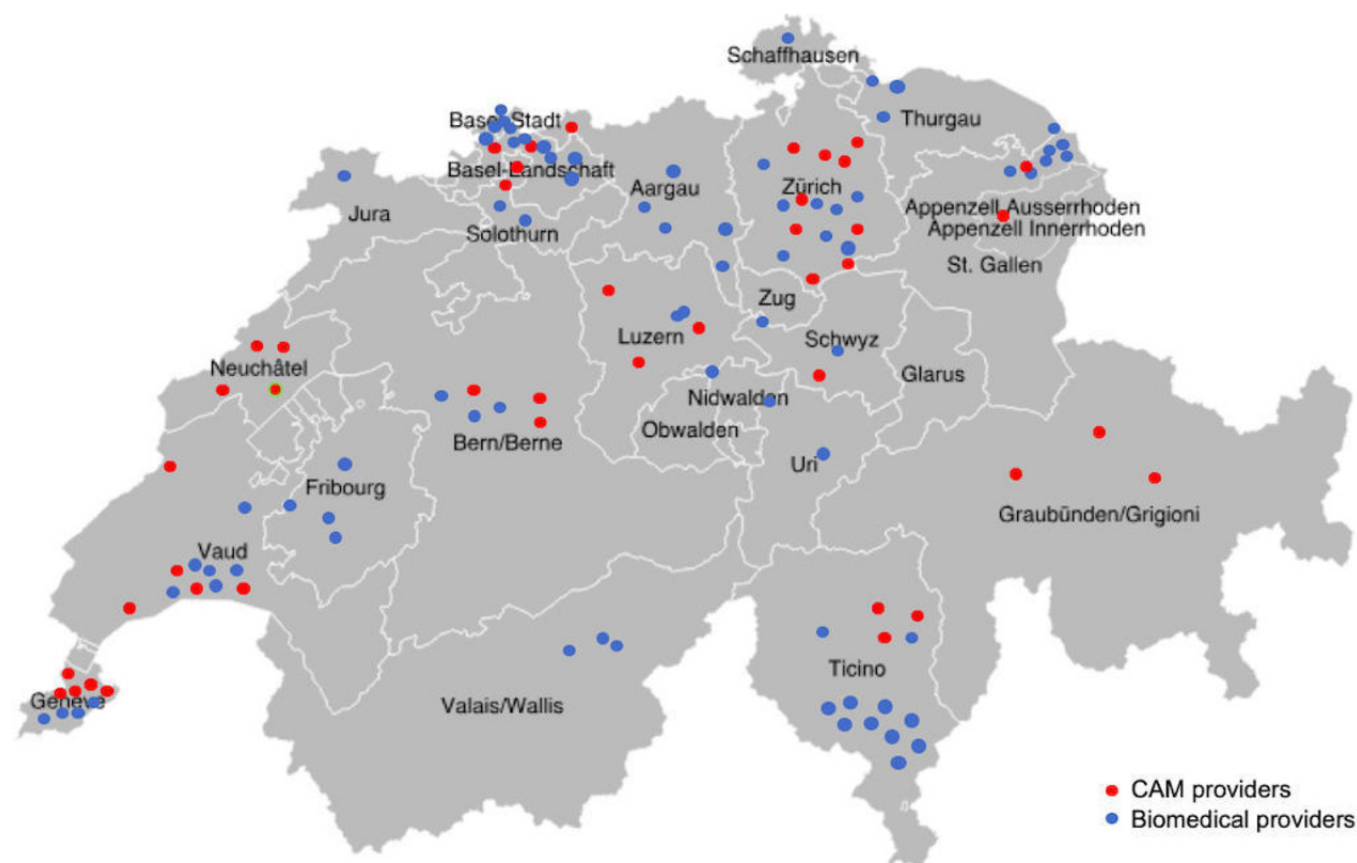 Schaffhausen
Basel-Stadt
Thurgau
Basel-Landschaft
Aargau
Zürich
Jura
Solothurn
Appenzell Ausserrhoden
Appenzell Innerrhoden
St. Gallen
Zug
Luzern
Schwyz
Neuchâtel
Glarus
Nidwalden
Obwalden
Bern/Berne
Uri
Fribourg
Graubünden/Grigioni
Vaud
Ticino
Genève
Valais/Wallis
CAM providers
Biomedical providers